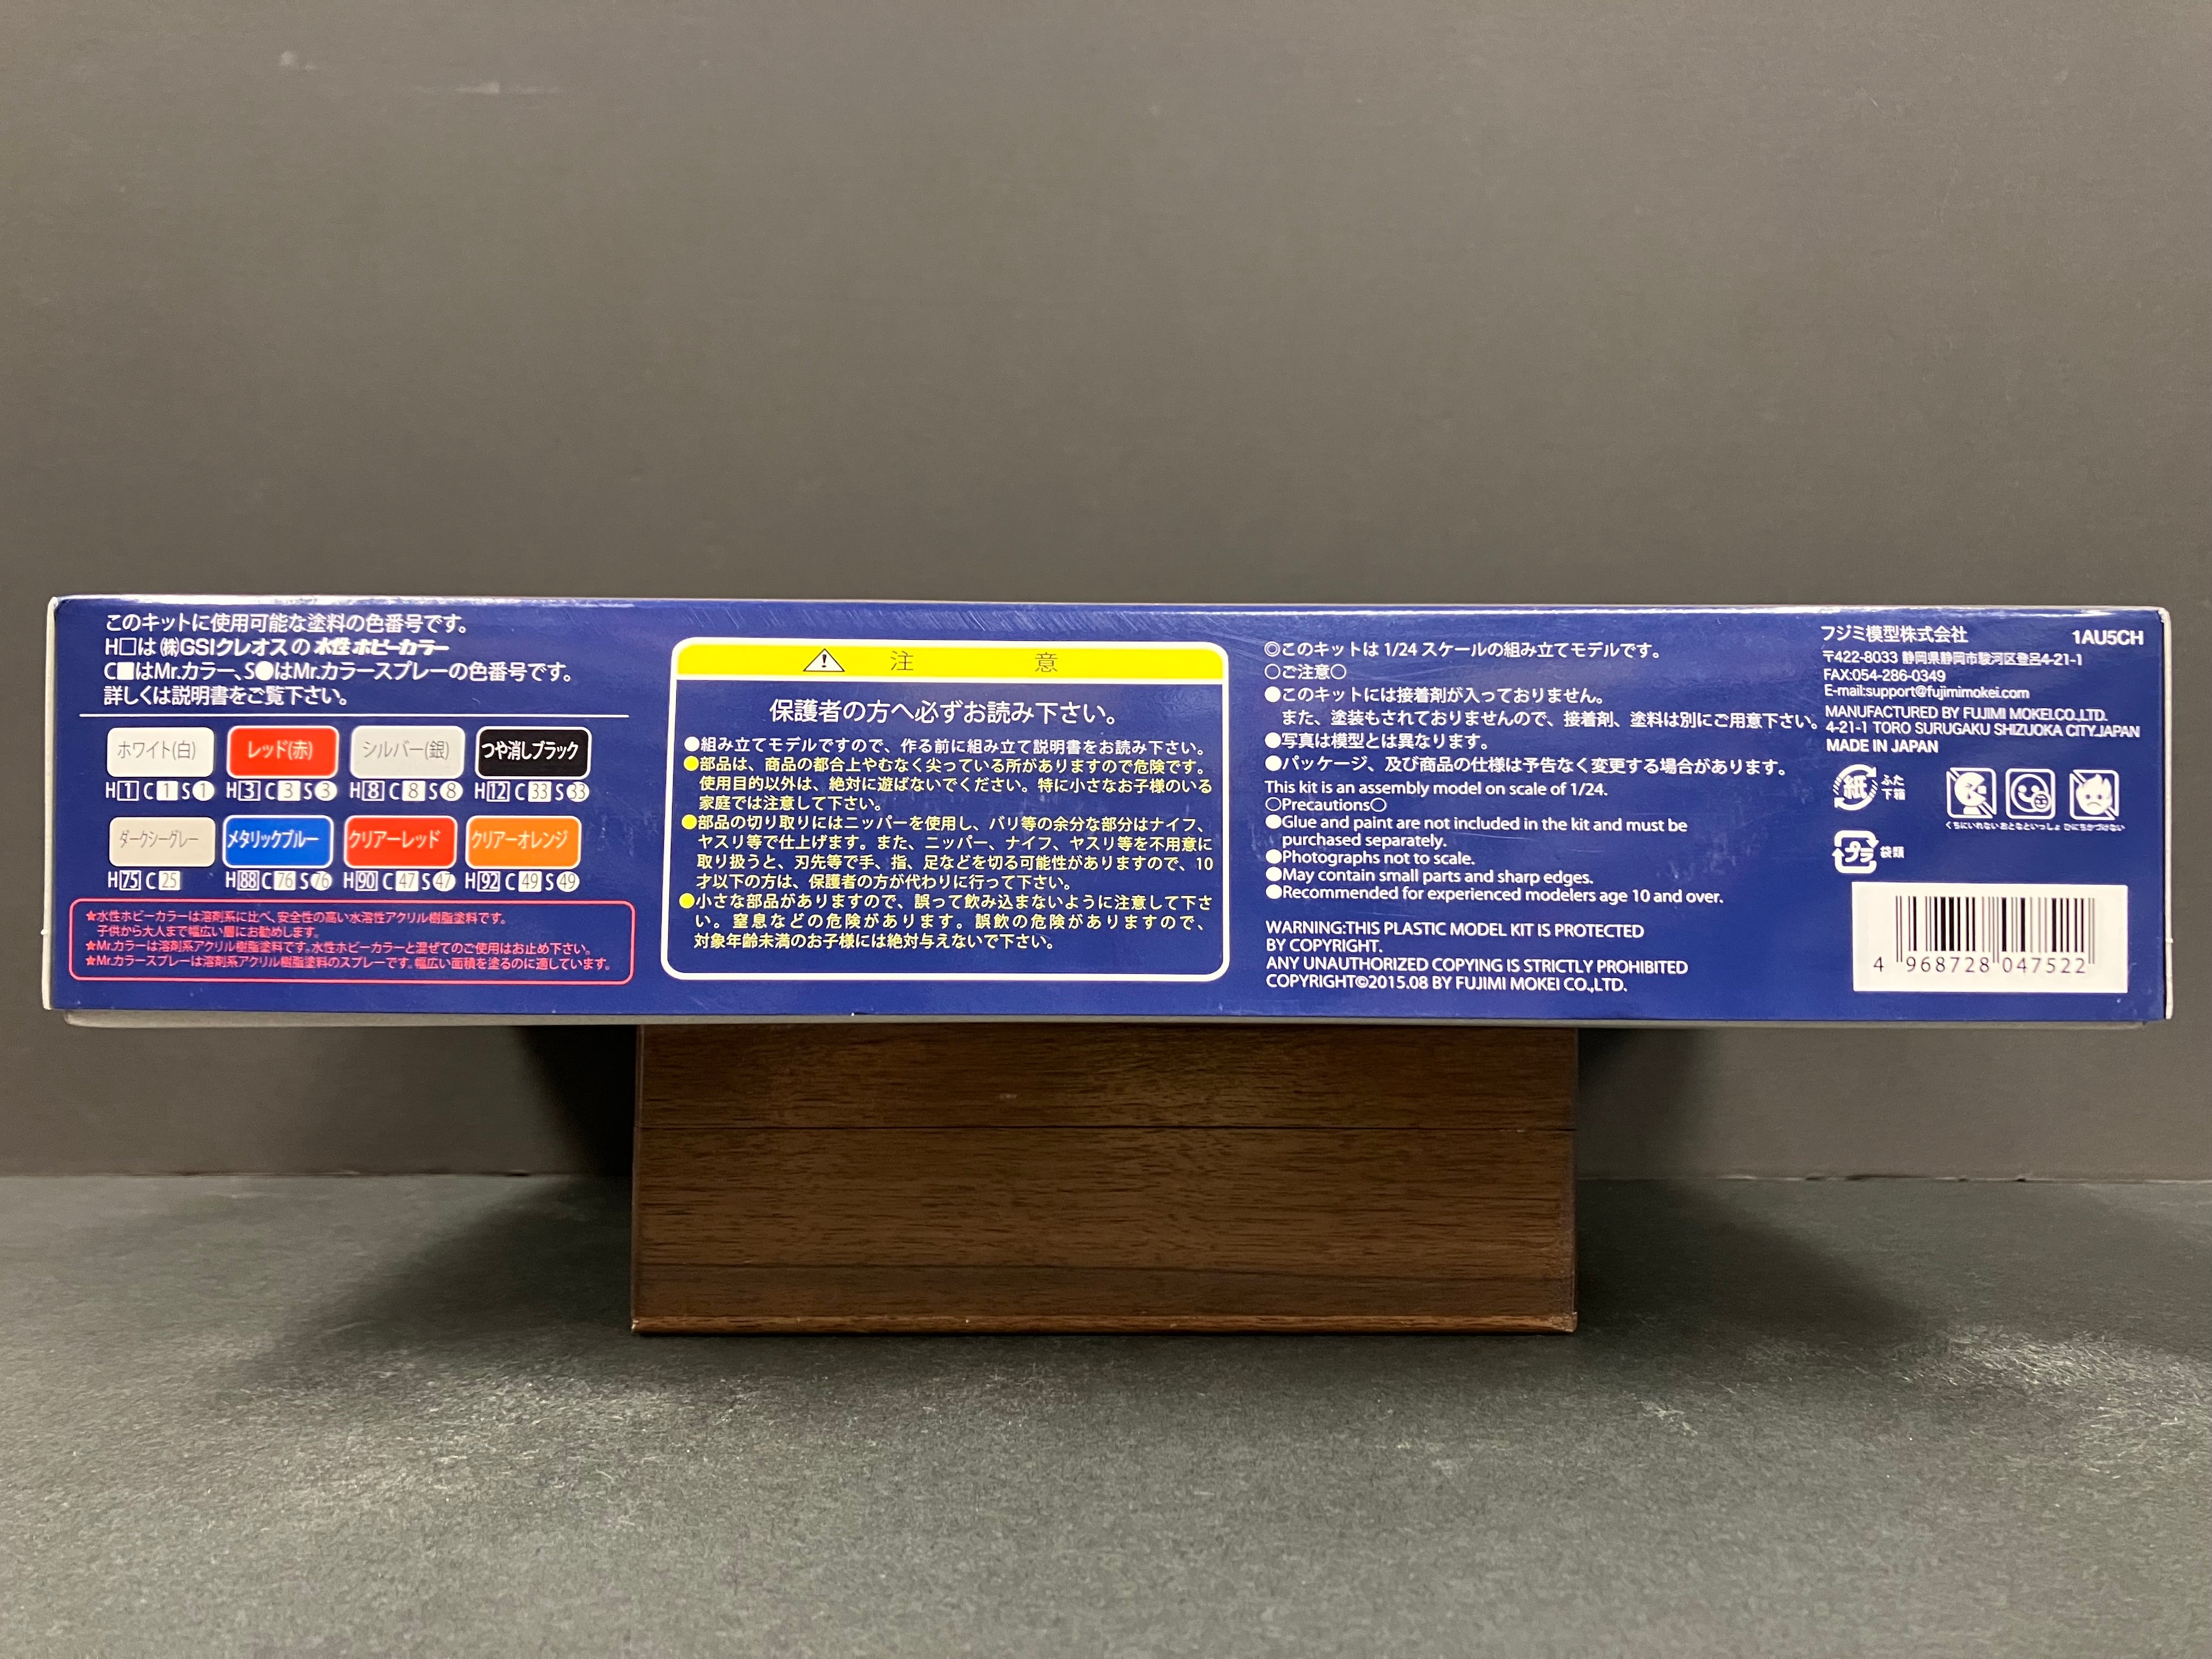 このキットに使用可能な塗料の色番号です。
H□は㈱GSIクレオスの水性ホビーカラー
C■はMr.カラー、S●はMr.カラースプレーの色番号です。
詳しくは説明書をご覧下さい。
ホワイト(白)
H1 C1 S1
レッド(赤)
H3 C3 S3
シルバー(銀)
H8 C8 S8
つや消しブラック
H12 C33 S33
ダークシーグレー
H75 C25
メタリックブルー
H88 C76 S76
クリアーレッド
H90 C47 S47
クリアーオレンジ
H92 C49 S49
★水性ホビーカラーは溶剤系に比べ、安全性の高い水溶性アクリル樹脂塗料です。
子供から大人まで幅広い層にお勧めします。
★Mr.カラーは溶剤系アクリル樹脂塗料です。水性ホビーカラーと混ぜてのご使用はお止め下さい。
★Mr.カラースプレーは溶剤系アクリル樹脂塗料のスプレーです。幅広い面積を塗るのに適しています。
注 意
保護者の方へ必ずお読み下さい。
●組み立てモデルですので、作る前に組み立て説明書をお読み下さい。
●部品は、商品の都合上やむなく尖っている所がありますので危険です。
使用目的以外は、絶対に遊ばないでください。特に小さなお子様のいる
家庭では注意して下さい。
●部品の切り取りにはニッパーを使用し、バリ等の余分な部分はナイフ、
ヤスリ等で仕上げます。また、ニッパー、ナイフ、ヤスリ等を不用意に
取り扱うと、刃先等で手、指、足などを切る可能性がありますので、10
才以下の方は、保護者の方が代わりに行って下さい。
●小さな部品がありますので、誤って飲み込まないように注意して下さ
い。窒息などの危険があります。誤飲の危険がありますので、
対象年齢未満のお子様には絶対与えないで下さい。
◎このキットは1/24スケールの組み立てモデルです。
○ご注意○
●このキットには接着剤が入っておりません。
また、塗装もされておりませんので、接着剤、塗料は別にご用意下さい。
●写真は模型とは異なります。
●パッケージ、及び商品の仕様は予告なく変更する場合があります。
This kit is an assembly model on scale of 1/24.
○Precautions○
●Glue and paint are not included in the kit and must be
purchased separately.
●Photographs not to scale.
●May contain small parts and sharp edges.
●Recommended for experienced modelers age 10 and over.
WARNING:THIS PLASTIC MODEL KIT IS PROTECTED
BY COPYRIGHT.
ANY UNAUTHORIZED COPYING IS STRICTLY PROHIBITED
COPYRIGHT©2015.08 BY FUJIMI MOKEI CO.,LTD.
フジミ模型株式会社
1AU5CH
〒422-8033 静岡県静岡市駿河区登呂4-21-1
FAX:054-286-0349
E-mail:support@fujimimokei.com
MANUFACTURED BY FUJIMI MOKEI.CO.,LTD.
4-21-1 TORO SURUGAKU SHIZUOKA CITY.JAPAN
MADE IN JAPAN
紙
ふた
下箱
くちにいれない
おとなといっしょ
ひにちかづけない
プラ
袋類
4 968728 047522